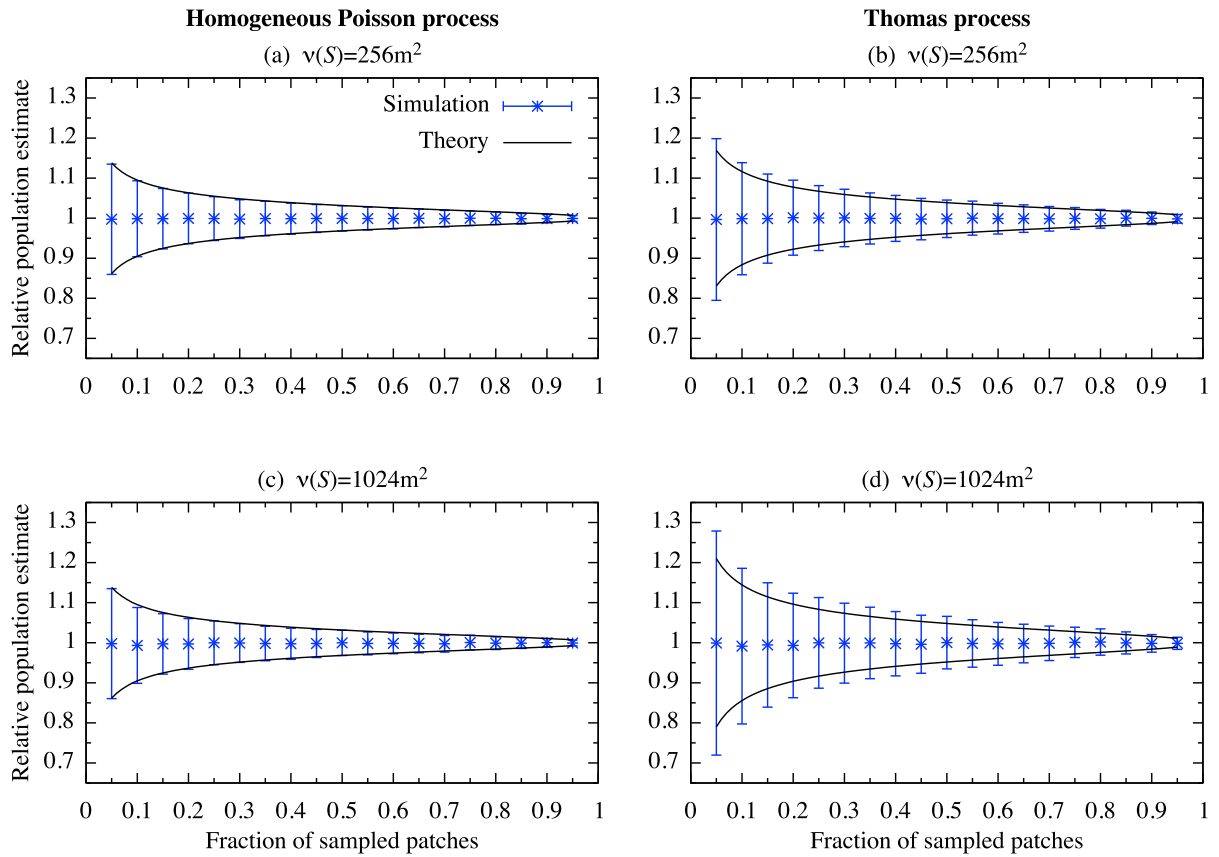 Homogeneous Poisson process
Thomas process
(a) ν(S)=256m²
(b) ν(S)=256m²
Relative population estimate
1.3
1.2
1.1
1
0.9
0.8
0.7
Simulation
Theory
0 0.1 0.2 0.3 0.4 0.5 0.6 0.7 0.8 0.9 1
Relative population estimate
1.3
1.2
1.1
1
0.9
0.8
0.7
0 0.1 0.2 0.3 0.4 0.5 0.6 0.7 0.8 0.9 1
(c) ν(S)=1024m²
(d) ν(S)=1024m²
Relative population estimate
1.3
1.2
1.1
1
0.9
0.8
0.7
0 0.1 0.2 0.3 0.4 0.5 0.6 0.7 0.8 0.9 1
Fraction of sampled patches
Relative population estimate
1.3
1.2
1.1
1
0.9
0.8
0.7
0 0.1 0.2 0.3 0.4 0.5 0.6 0.7 0.8 0.9 1
Fraction of sampled patches